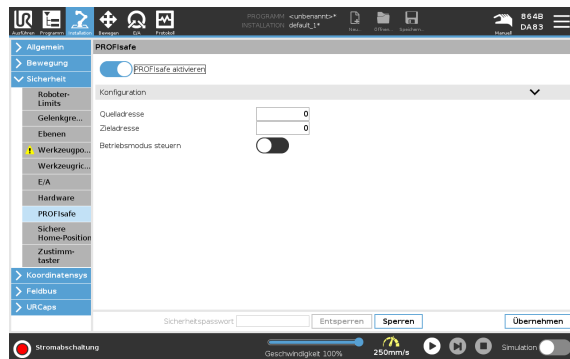 PROGRAMM <unbenannt>*
INSTALLATION default_1*
Ausführen Programm Installation Bewegen E/A Protokoll Neu... Öffnen... Speichern... Manuell
864B
DA83
Allgemein
Bewegung
Sicherheit
Roboter-
Limits
Gelenkgre...
Ebenen
Werkzeugpo...
Werkzeugric...
E/A
Hardware
PROFIsafe
Sichere
Home-Position
Zustimm-
taster
Koordinatensys
Feldbus
URCaps
PROFIsafe
PROFIsafe aktivieren
Konfiguration
Quelladresse 0
Zieladresse 0
Betriebsmodus steuern
Sicherheitspasswort Entsperren Sperren Übernehmen
Stromabschaltung
Geschwindigkeit 100%
250mm/s
Simulation